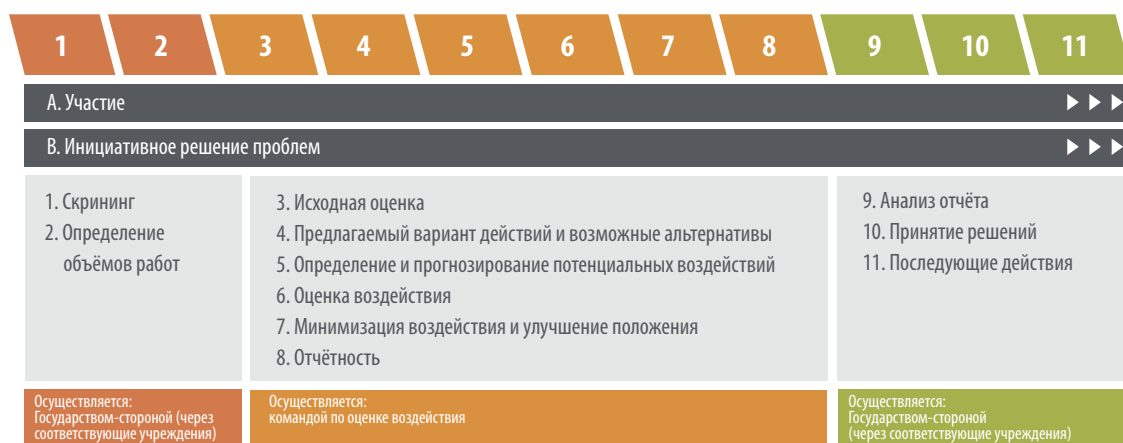 1 2 3 4 5 6 7 8 9 10 11
А. Участие
В. Инициативное решение проблем
1. Скрининг
2. Определение
объёмов работ
3. Исходная оценка
4. Предлагаемый вариант действий и возможные альтернативы
5. Определение и прогнозирование потенциальных воздействий
6. Оценка воздействия
7. Минимизация воздействия и улучшение положения
8. Отчётность
9. Анализ отчёта
10. Принятие решений
11. Последующие действия
Осуществляется:
Государством-стороной (через
соответствующие учреждения)
Осуществляется:
командой по оценке воздействия
Осуществляется:
Государством-стороной
(через соответствующие учреждения)